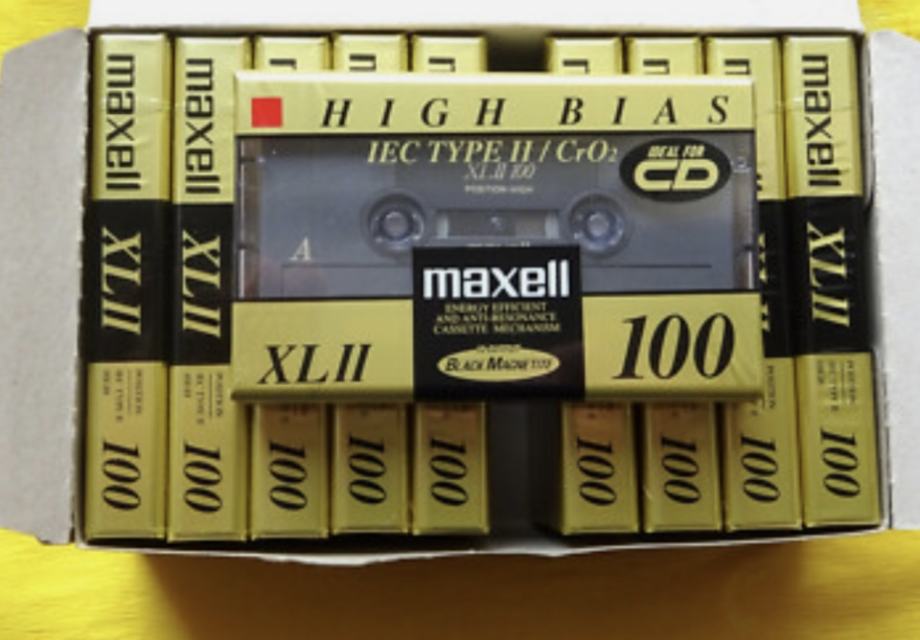 HIGH BIAS
IEC TYPE II / CrO2
IDEAL FOR
CD
XLII 100
POSITION HIGH
A
maxell
ENERGY EFFICIENT
AND ANTI-RESONANCE
CASSETTE MECHANISM
BLACK MAGNETITE
XLII
100
maxell XLII 100
maxell XLII 100
100
100
100
100
100
100
maxell XLII 100